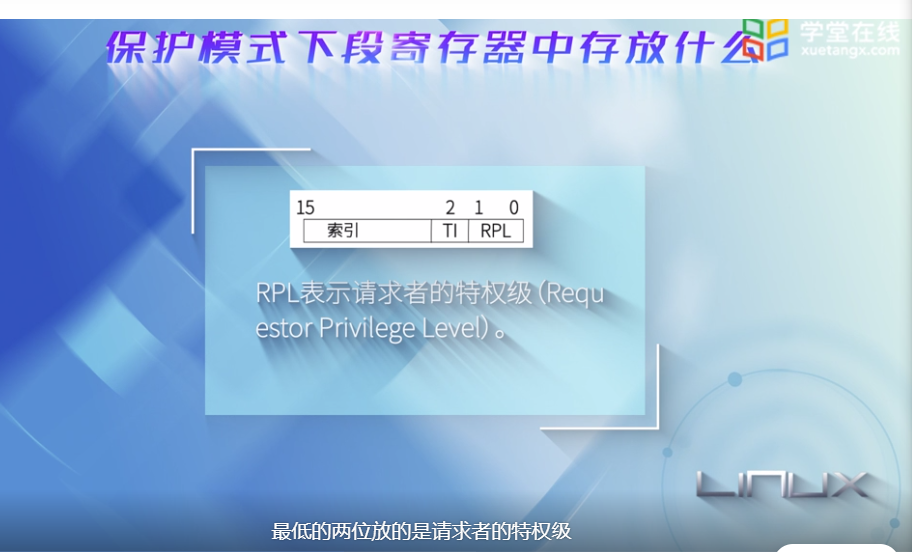 保护模式下段寄存器中存放什么
学堂在线
xuetangx.com
15 2 1 0
索引 TI RPL
RPL表示请求者的特权级（Requ
estor Privilege Level）。
LINUX
最低的两位放的是请求者的特权级